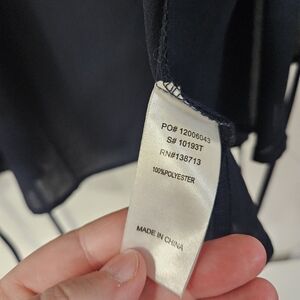 PO# 12006043
S# 10193T
RN#138713
100%POLYESTER
MADE IN CHINA